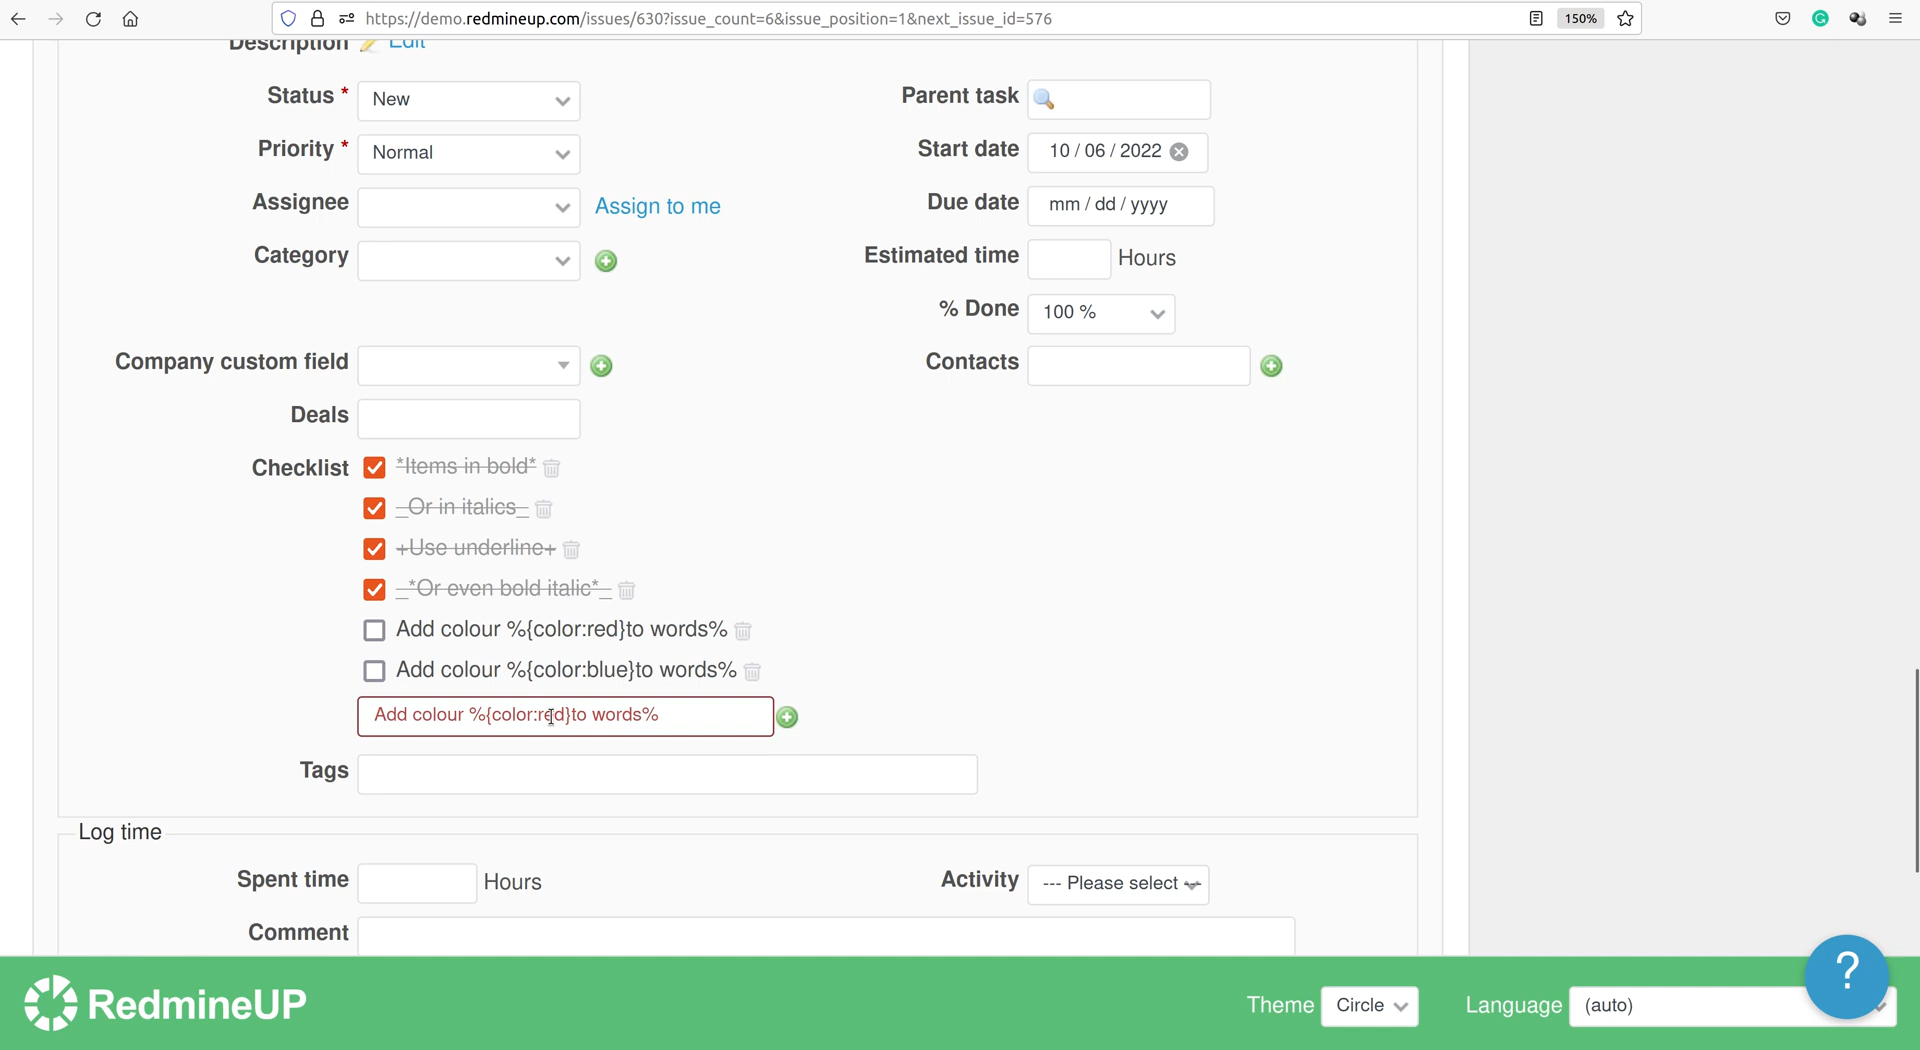 https://demo.redmineup.com/issues/630?issue_count=6&issue_position=1&next_issue_id=576
150%
Description Edit
Status * New
Parent task
Priority * Normal
Start date 10 / 06 / 2022
Assignee Assign to me
Due date mm / dd / yyyy
Category
Estimated time Hours
% Done 100 %
Company custom field
Contacts
Deals
Checklist *Items in bold*
_Or in italics_
+Use underline+
_*Or even bold italic*_
Add colour %{color:red}to words%
Add colour %{color:blue}to words%
Add colour %{color:red}to words%
Tags
Log time
Spent time Hours
Activity --- Please select ---
Comment
RedmineUP
Theme Circle
Language (auto)
?